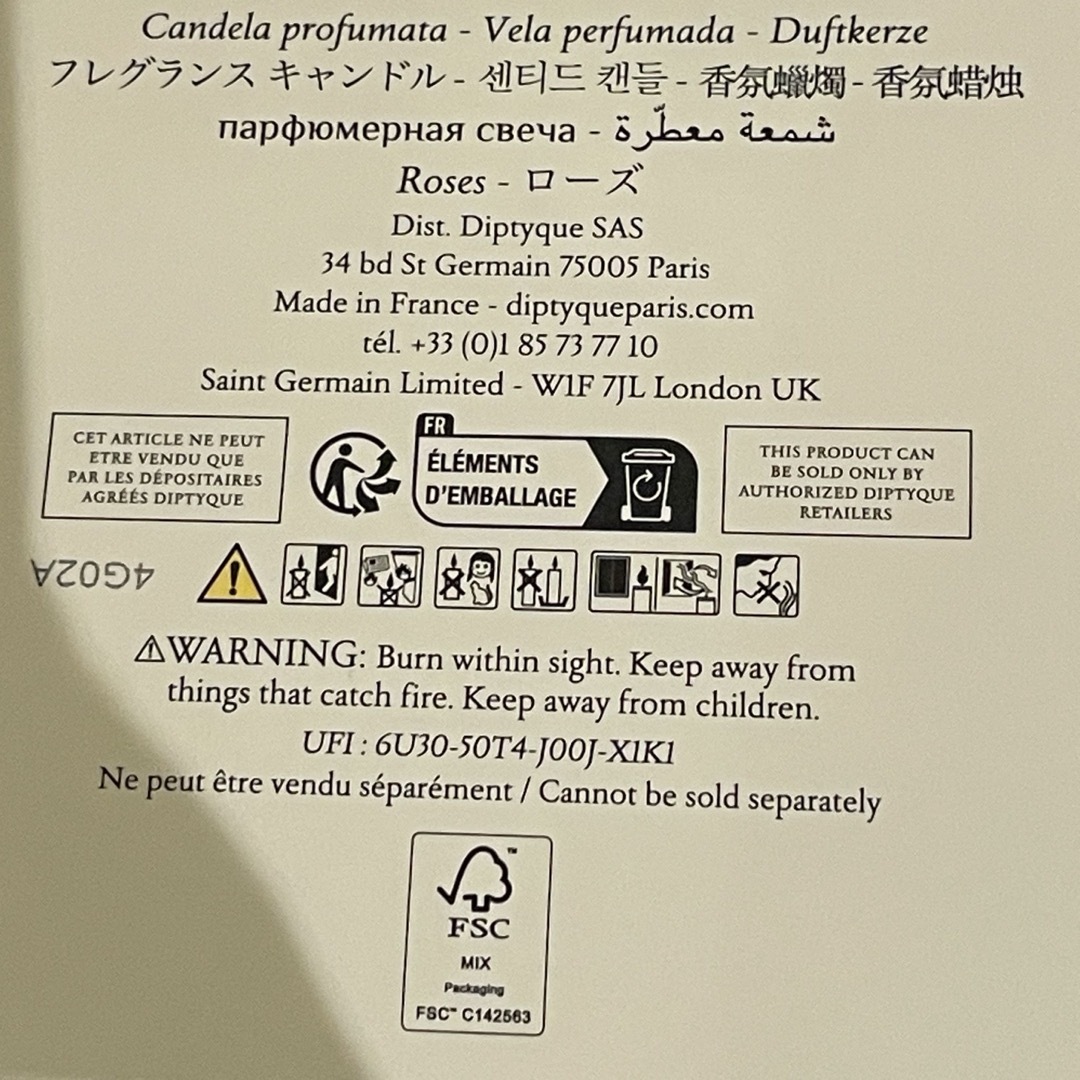 Candela profumata - Vela perfumada - Duftkerze
フレグランス キャンドル - 센티드 캔들 - 香氛蠟燭 - 香氛蜡烛
парфюмерная свеча - شمعة معطّرة
Roses - ローズ
Dist. Diptyque SAS
34 bd St Germain 75005 Paris
Made in France - diptyqueparis.com
tél. +33 (0)1 85 73 77 10
Saint Germain Limited - W1F 7JL London UK
CET ARTICLE NE PEUT
ETRE VENDU QUE
PAR LES DÉPOSITAIRES
AGRÉÉS DIPTYQUE
FR
ÉLÉMENTS
D'EMBALLAGE
THIS PRODUCT CAN
BE SOLD ONLY BY
AUTHORIZED DIPTYQUE
RETAILERS
4G02A
⚠WARNING: Burn within sight. Keep away from
things that catch fire. Keep away from children.
UFI : 6U30-50T4-J00J-X1K1
Ne peut être vendu séparément / Cannot be sold separately
FSC
MIX
Packaging
FSC™ C142563